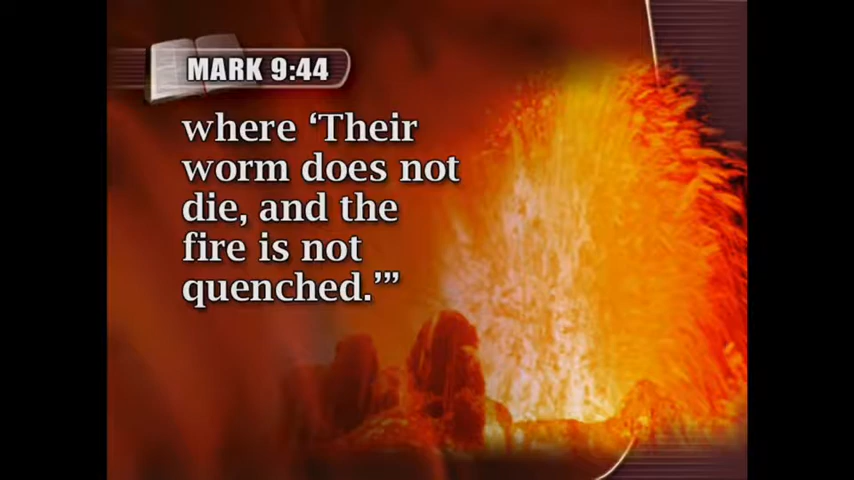 MARK 9:44
where ‘Their
worm does not
die, and the
fire is not
quenched.’”